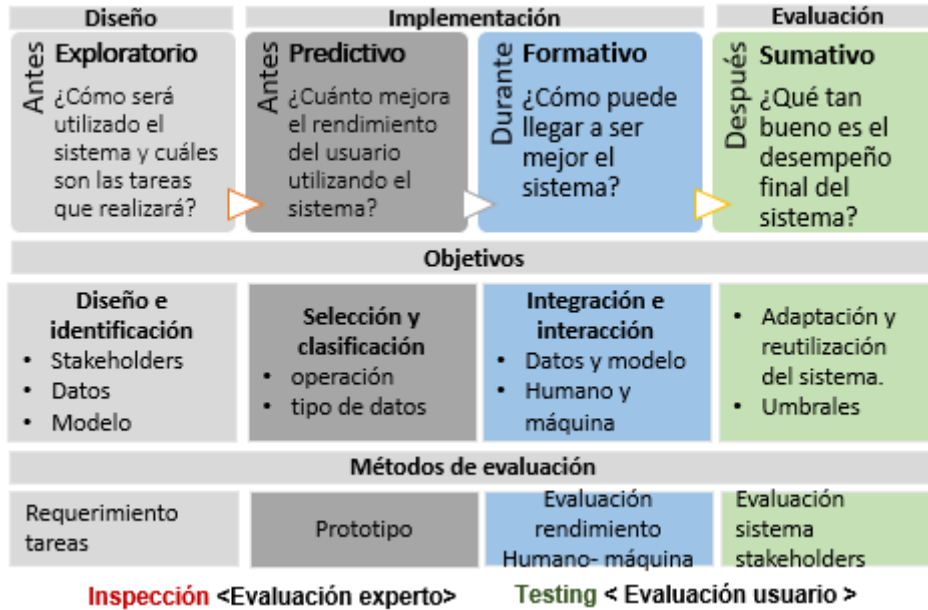 Diseño
Implementación
Evaluación
Antes
Exploratorio
¿Cómo será
utilizado el
sistema y cuáles
son las tareas
que realizará?
Antes
Predictivo
¿Cuánto mejora
el rendimiento
del usuario
utilizando el
sistema?
Durante
Formativo
¿Cómo puede
llegar a ser
mejor el
sistema?
Después
Sumativo
¿Qué tan
bueno es el
desempeño
final del
sistema?
Objetivos
Diseño e
identificación
• Stakeholders
• Datos
• Modelo
Selección y
clasificación
• operación
• tipo de datos
Integración e
interacción
• Datos y modelo
• Humano y
máquina
• Adaptación y
reutilización
del sistema.
• Umbrales
Métodos de evaluación
Requerimiento
tareas
Prototipo
Evaluación
rendimiento
Humano- máquina
Evaluación
sistema
stakeholders
Inspección <Evaluación experto>
Testing < Evaluación usuario >